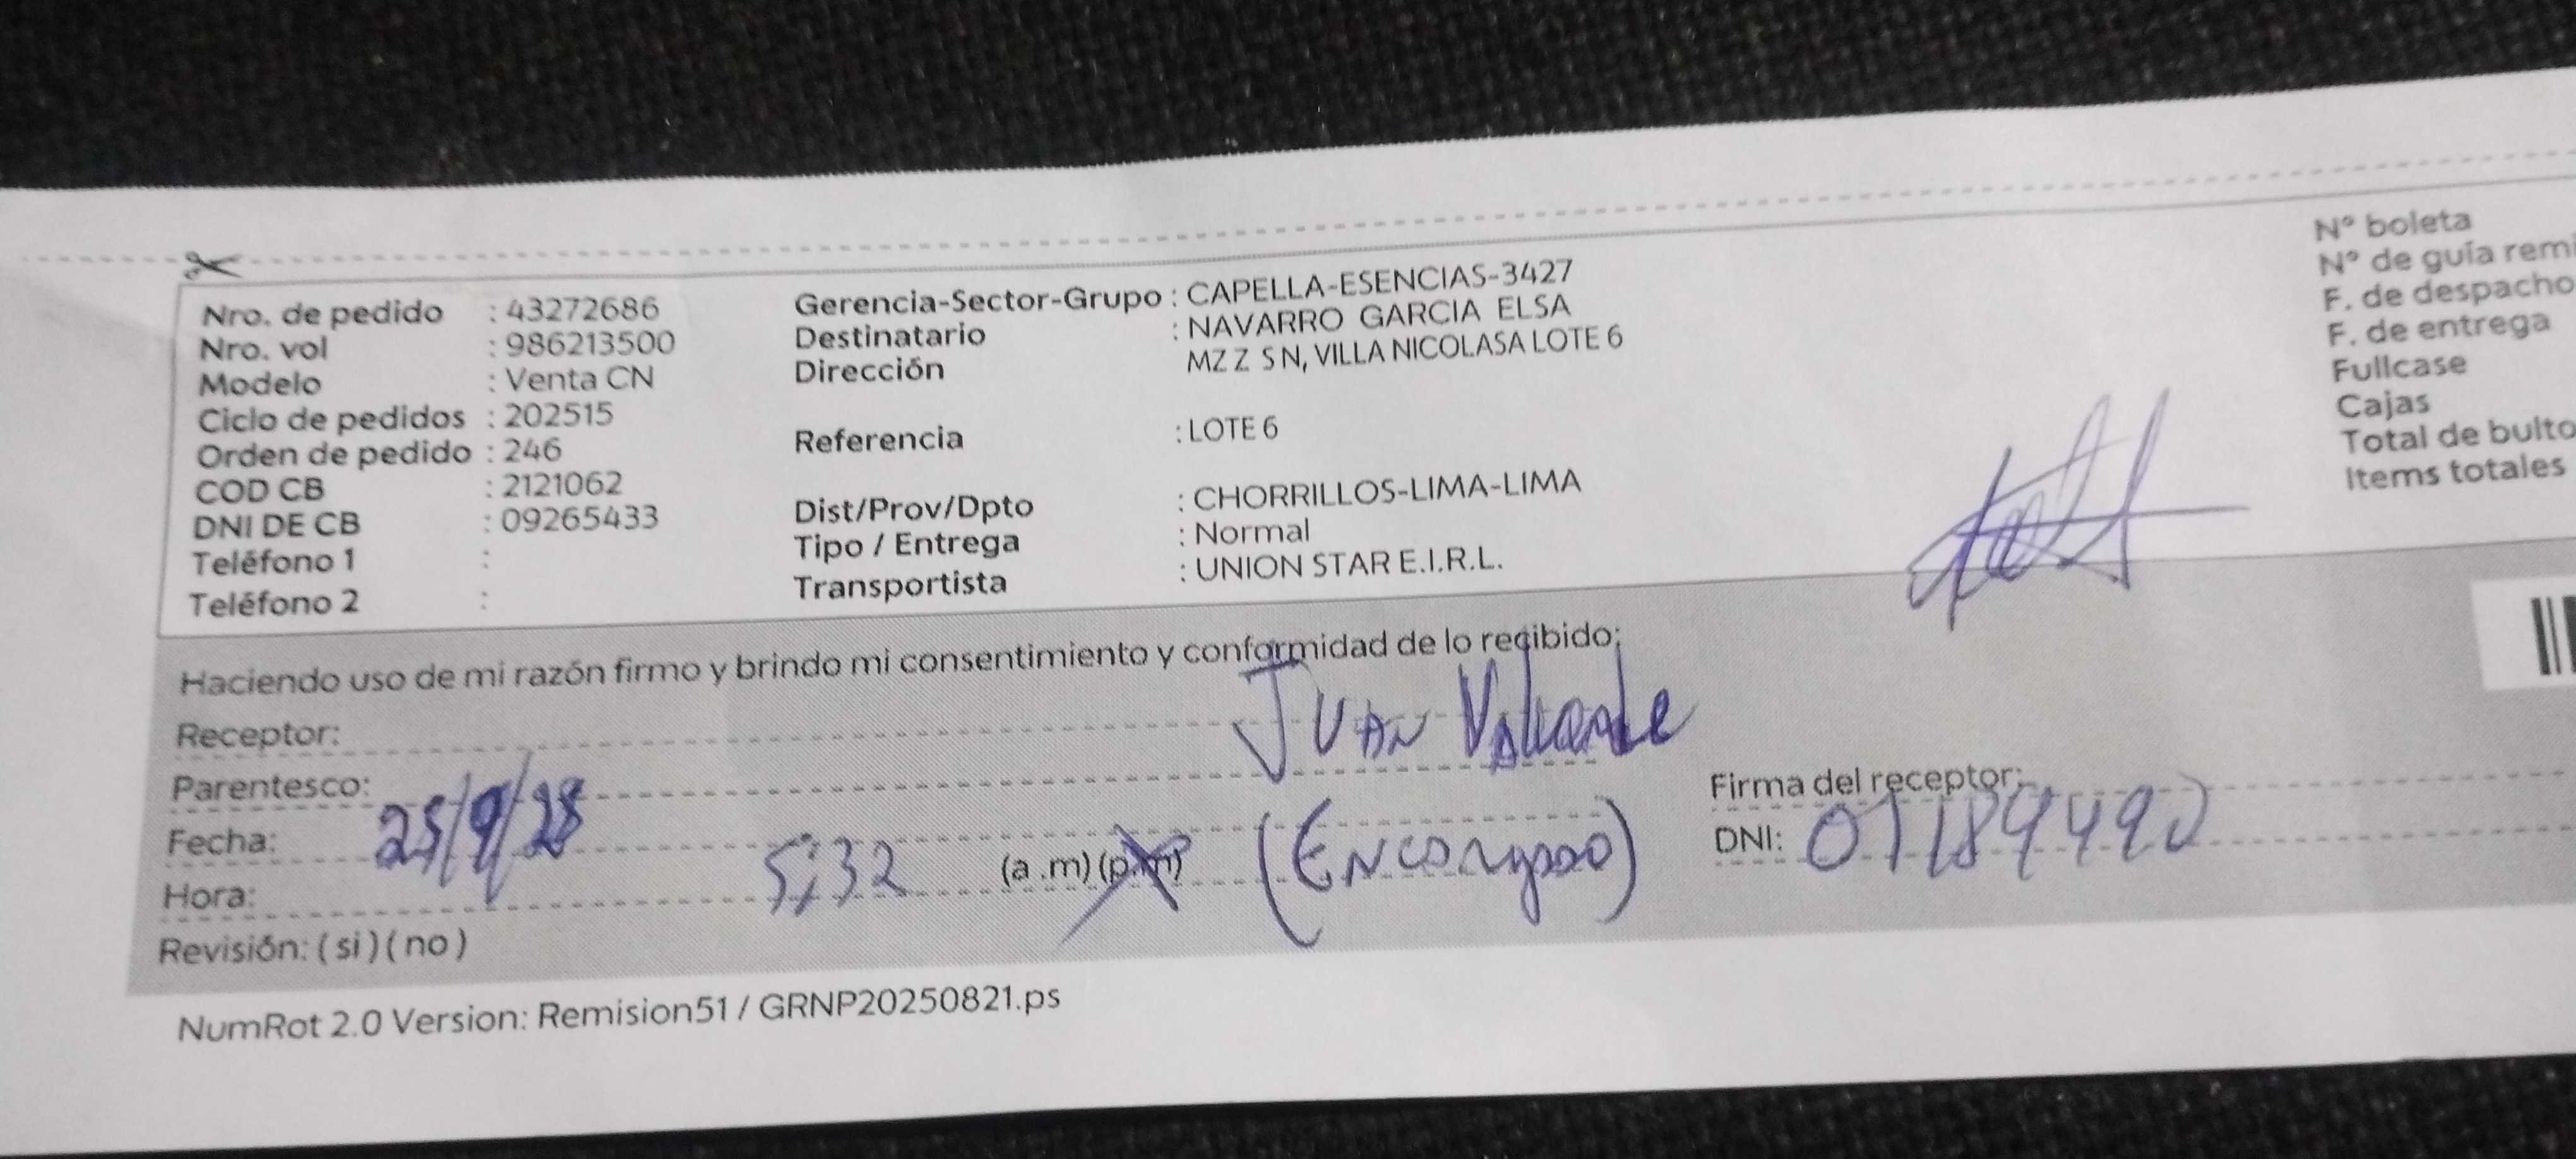 Nro. de pedido : 43272686
Nro. vol : 986213500
Modelo : Venta CN
Ciclo de pedidos : 202515
Orden de pedido : 246
COD CB : 2121062
DNI DE CB : 09265433
Teléfono 1 :
Teléfono 2 :
Gerencia-Sector-Grupo : CAPELLA-ESENCIAS-3427
Destinatario : NAVARRO GARCIA ELSA
Dirección MZ Z S N, VILLA NICOLASA LOTE 6
Referencia : LOTE 6
Dist/Prov/Dpto : CHORRILLOS-LIMA-LIMA
Tipo / Entrega : Normal
Transportista : UNION STAR E.I.R.L.
N° boleta
N° de guía remi
F. de despacho
F. de entrega
Fullcase
Cajas
Total de bulto
Items totales
Haciendo uso de mi razón firmo y brindo mi consentimiento y conformidad de lo recibido;
Receptor: JUAN
Parentesco:
Fecha: 25/9/
Hora: 5:32 (a .m) (p.m) (Encargado)
Revisión: ( si ) ( no )
Firma del receptor:
DNI:
NumRot 2.0 Version: Remision51 / GRNP20250821.ps